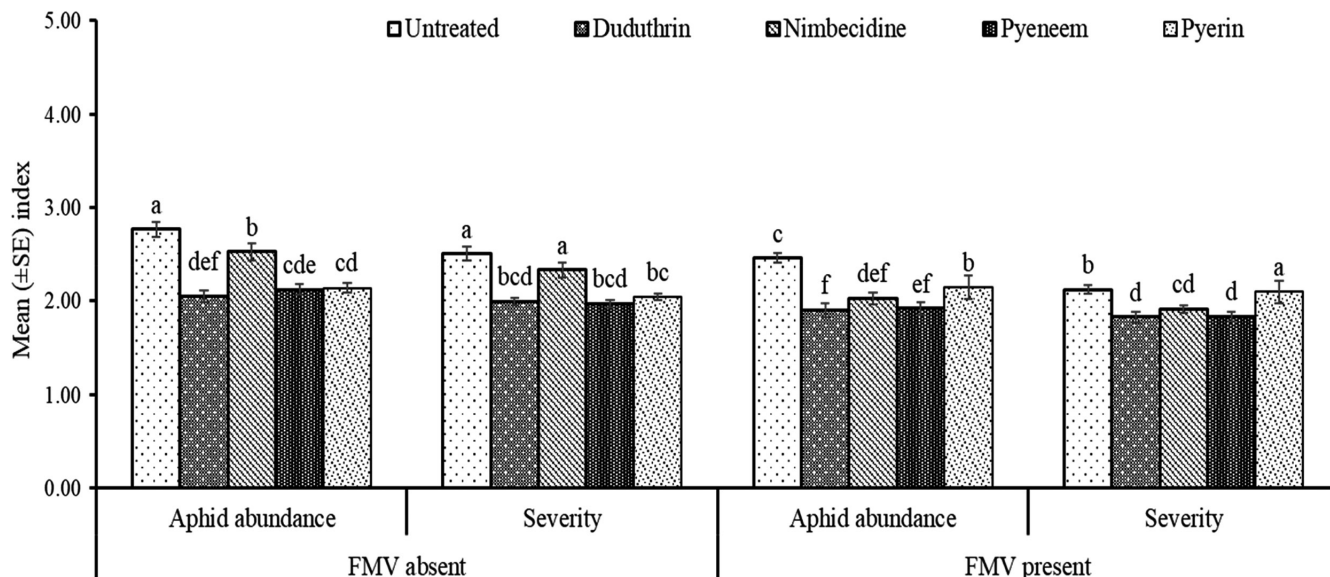 5.00
Untreated Duduthrin Nimbecidine Pyeneem Pyerin
4.00
3.00
2.00
1.00
0.00
Mean (±SE) index
a def b cde cd
a bcd a bcd bc
c f def ef b
b d cd d a
Aphid abundance Severity Aphid abundance Severity
FMV absent FMV present